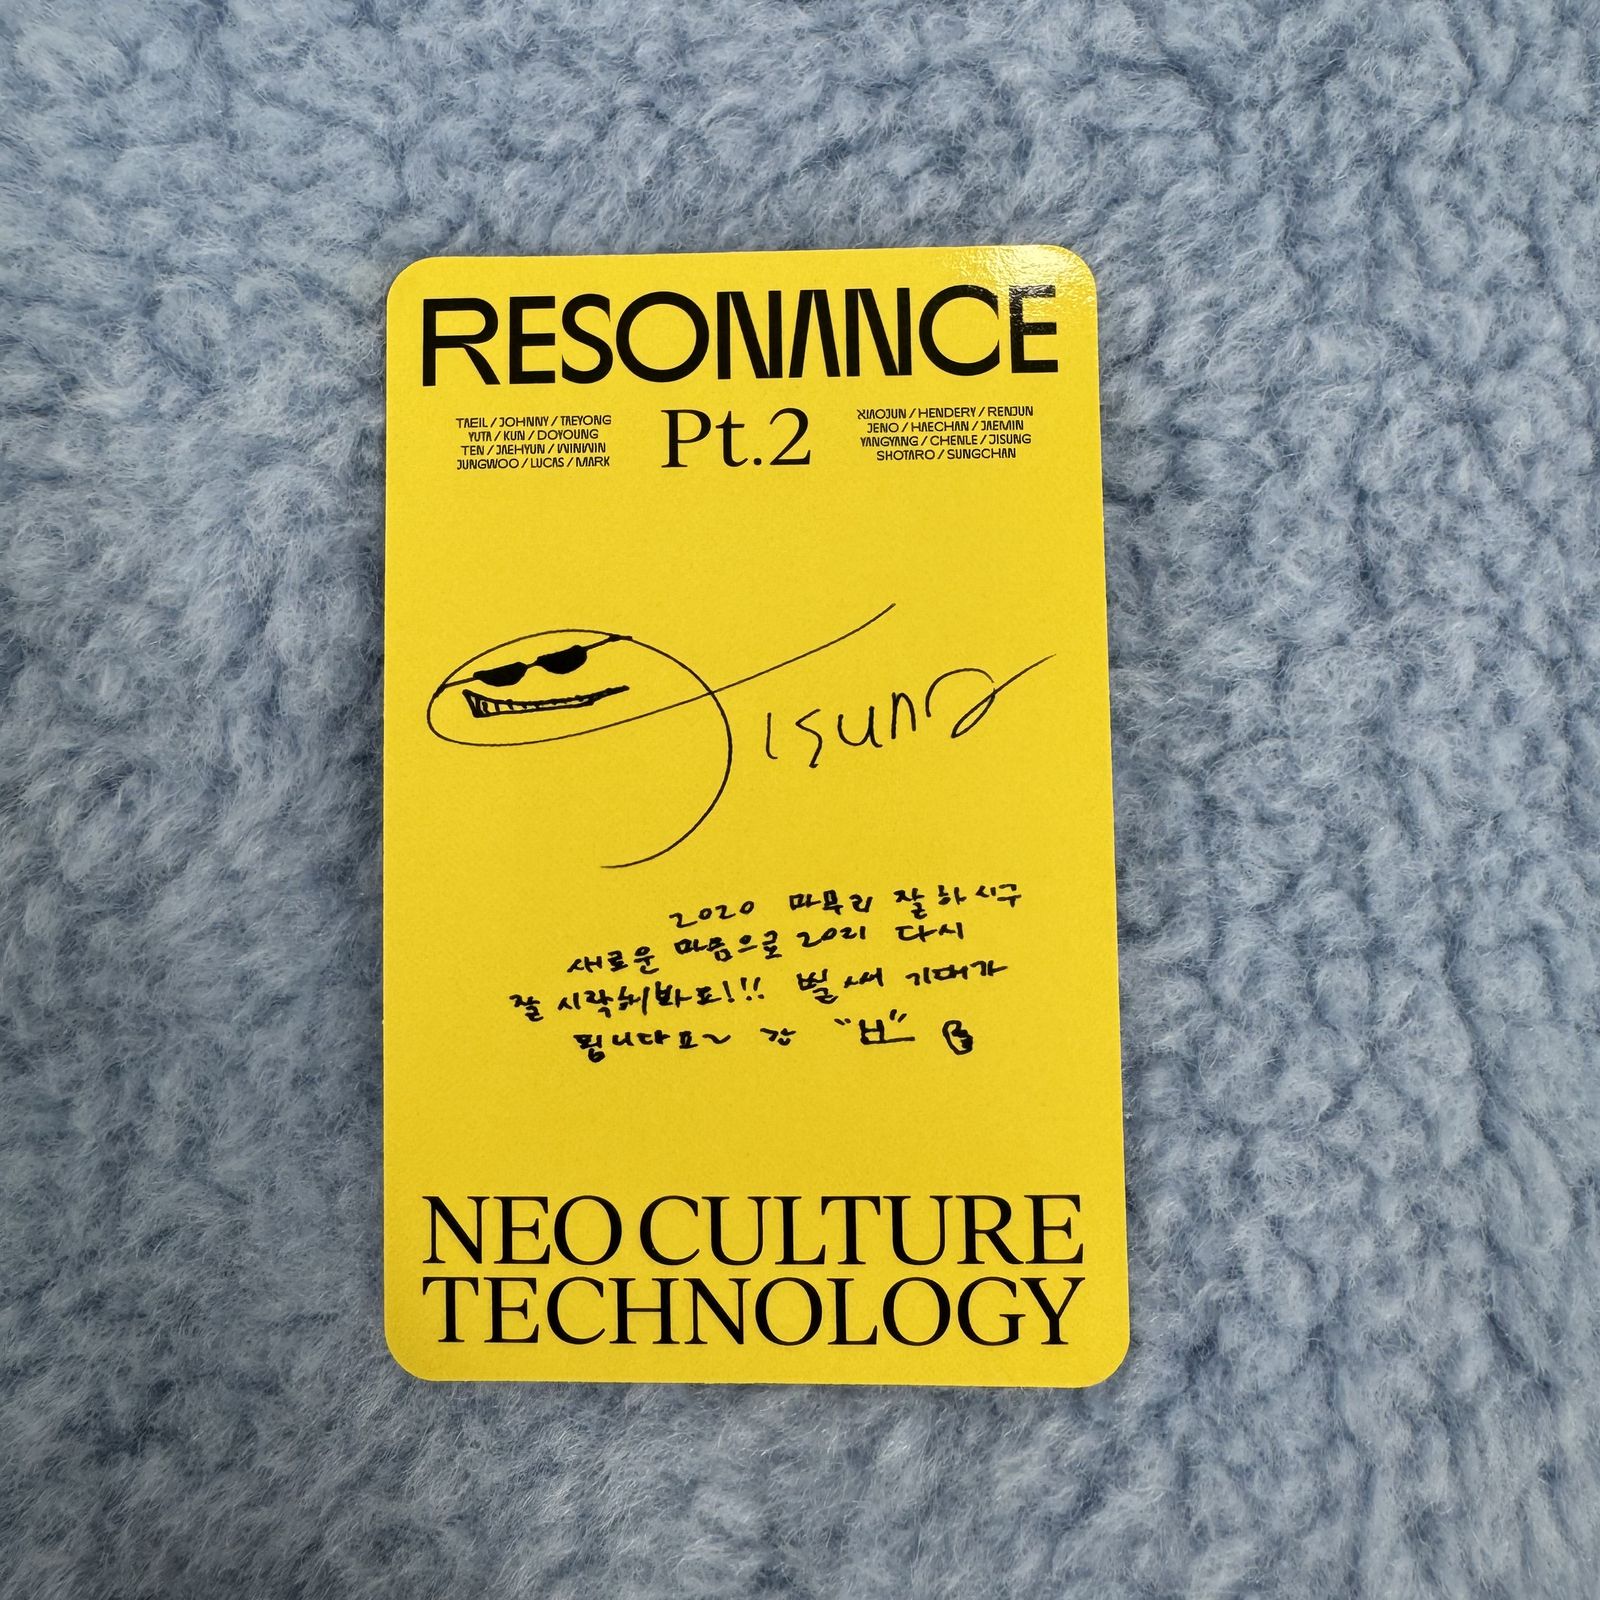 RESONANCE
Pt.2
TAEIL / JOHNNY / TAEYONG
YUTA / KUN / DOYOUNG
TEN / JAEHYUN / WINWIN
JUNGWOO / LUCAS / MARK
XIAOJUN / HENDERY / RENJUN
JENO / HAECHAN / JAEMIN
YANGYANG / CHENLE / JISUNG
SHOTARO / SUNGCHAN
Jisung
2020 마무리 잘 하시구
새로운 마음으로 2021 다시
잘 시작해봐요!!! 벌써 기대가
됩니다요~
NEO CULTURE
TECHNOLOGY